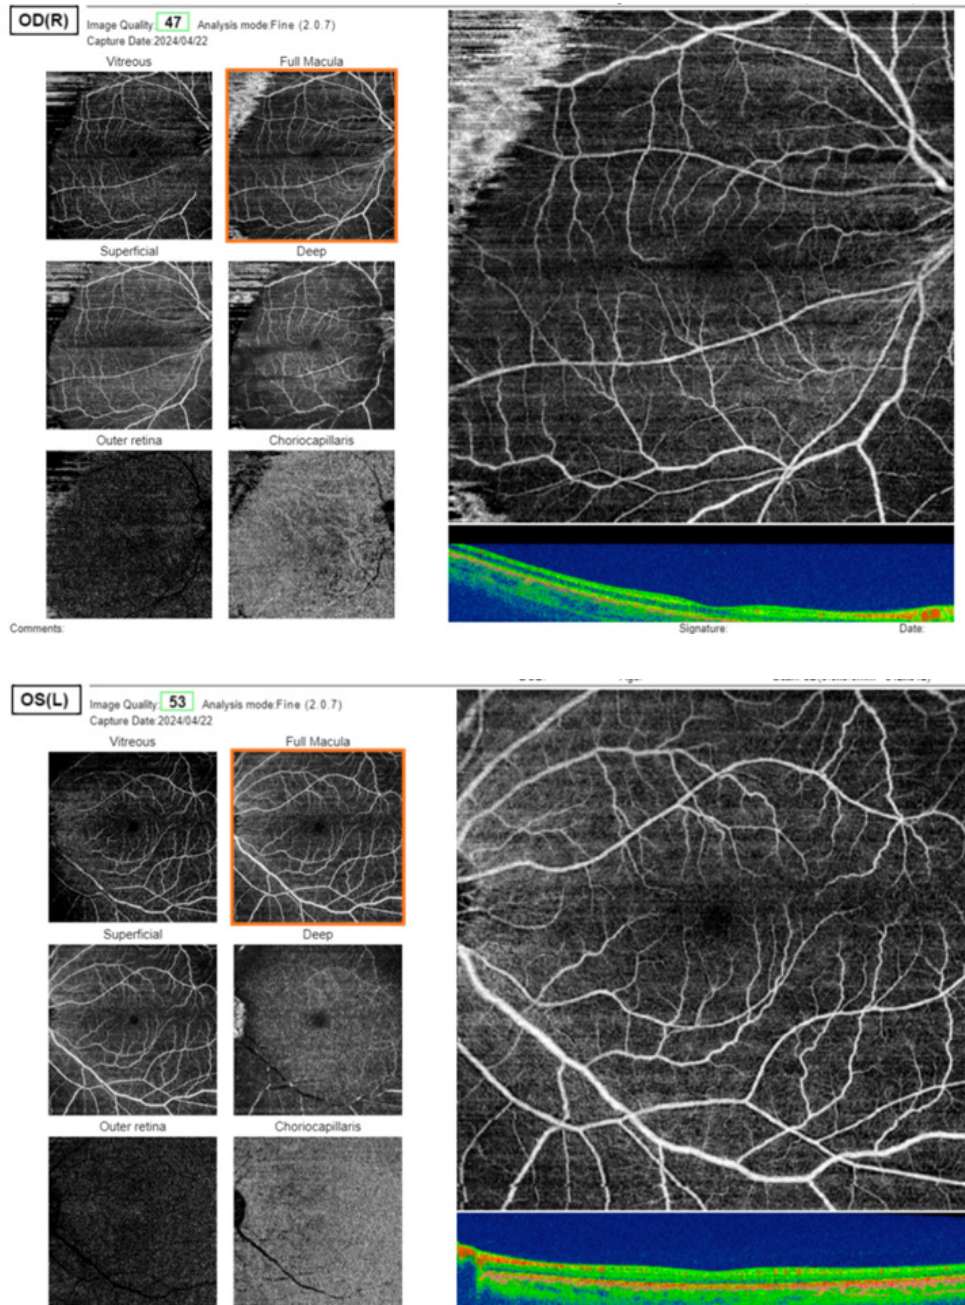 OD(R)
Image Quality: 47 Analysis mode:Fine (2.0.7)
Capture Date:2024/04/22
Vitreous Full Macula
Superficial Deep
Outer retina Choriocapillaris
Comments: Signature: Date:
OS(L)
Image Quality: 53 Analysis mode:Fine (2.0.7)
Capture Date:2024/04/22
Vitreous Full Macula
Superficial Deep
Outer retina Choriocapillaris